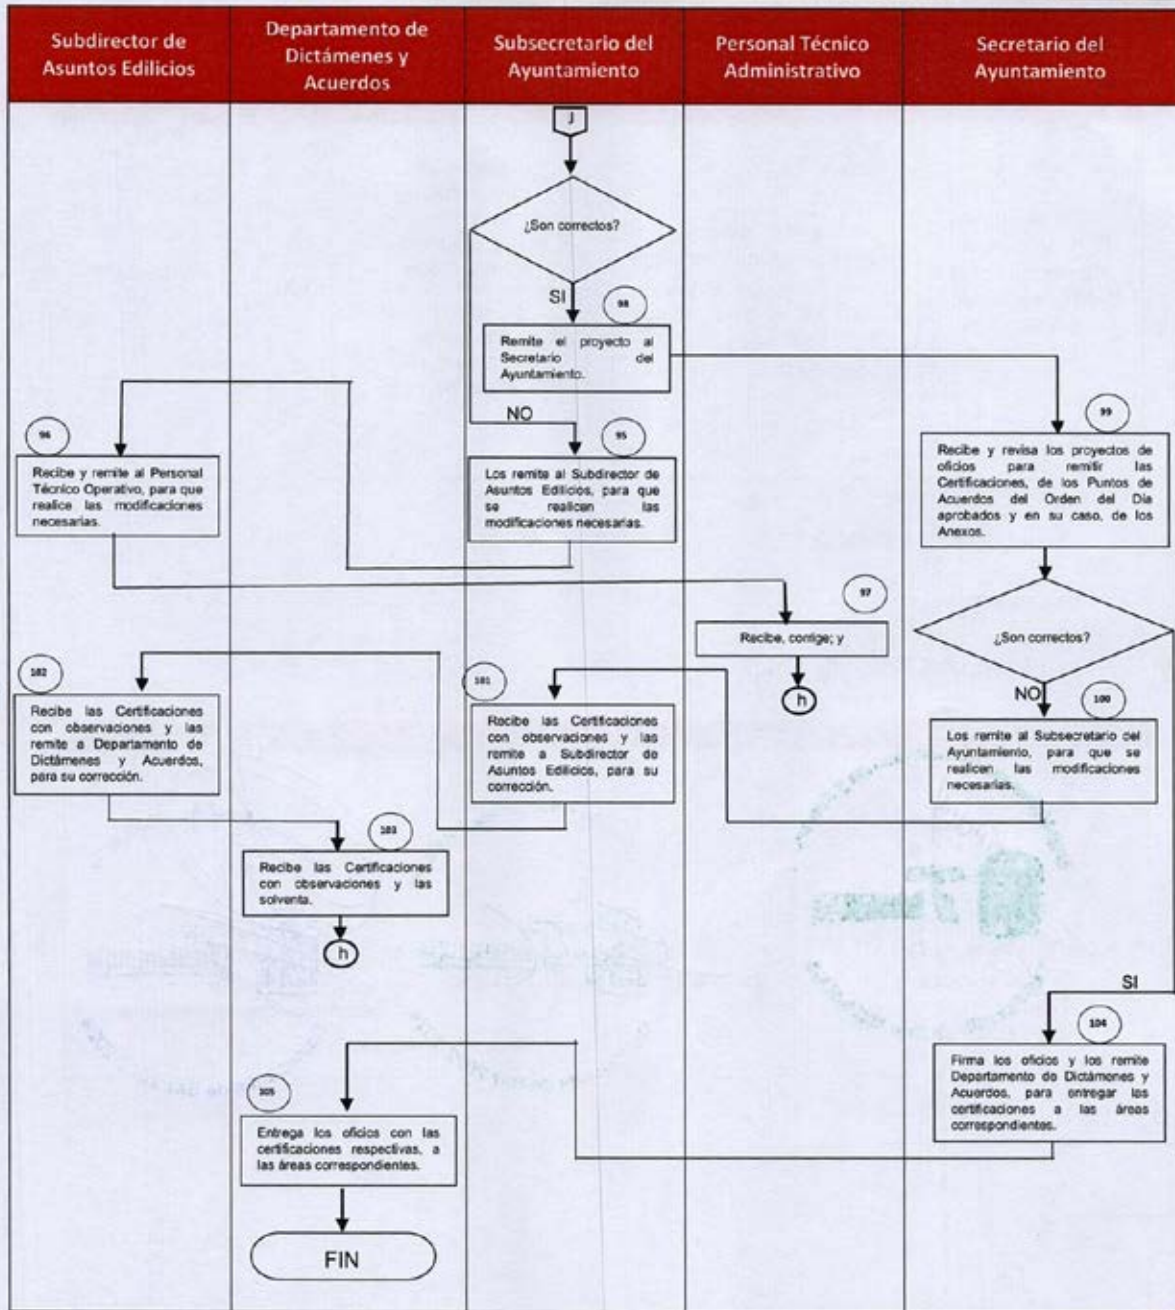 Subdirector de
Asuntos Edilicios
Departamento de
Dictámenes y
Acuerdos
Subsecretario del
Ayuntamiento
Personal Técnico
Administrativo
Secretario del
Ayuntamiento
J
¿Son correctos?
SI
98
Remite el proyecto al
Secretario del
Ayuntamiento.
NO
95
Los remite al Subdirector de
Asuntos Edilicios, para que
se realicen las
modificaciones necesarias.
96
Recibe y remite al Personal
Técnico Operativo, para que
realice las modificaciones
necesarias.
99
Recibe y revisa los proyectos de
oficios para remitir las
Certificaciones, de los Puntos de
Acuerdos del Orden del Día
aprobados y en su caso, de los
Anexos.
97
Recibe, corrige; y
h
¿Son correctos?
NO
100
Los remite al Subsecretario del
Ayuntamiento, para que se
realicen las modificaciones
necesarias.
101
Recibe las Certificaciones
con observaciones y las
remite a Subdirector de
Asuntos Edilicios, para su
corrección.
102
Recibe las Certificaciones
con observaciones y las
remite a Departamento de
Dictámenes y Acuerdos,
para su corrección.
103
Recibe las Certificaciones
con observaciones y las
solventa.
h
SI
104
Firma los oficios y los remite
Departamento de Dictámenes y
Acuerdos, para entregar las
certificaciones a las áreas
correspondientes.
105
Entrega los oficios con las
certificaciones respectivas, a
las áreas correspondientes.
FIN